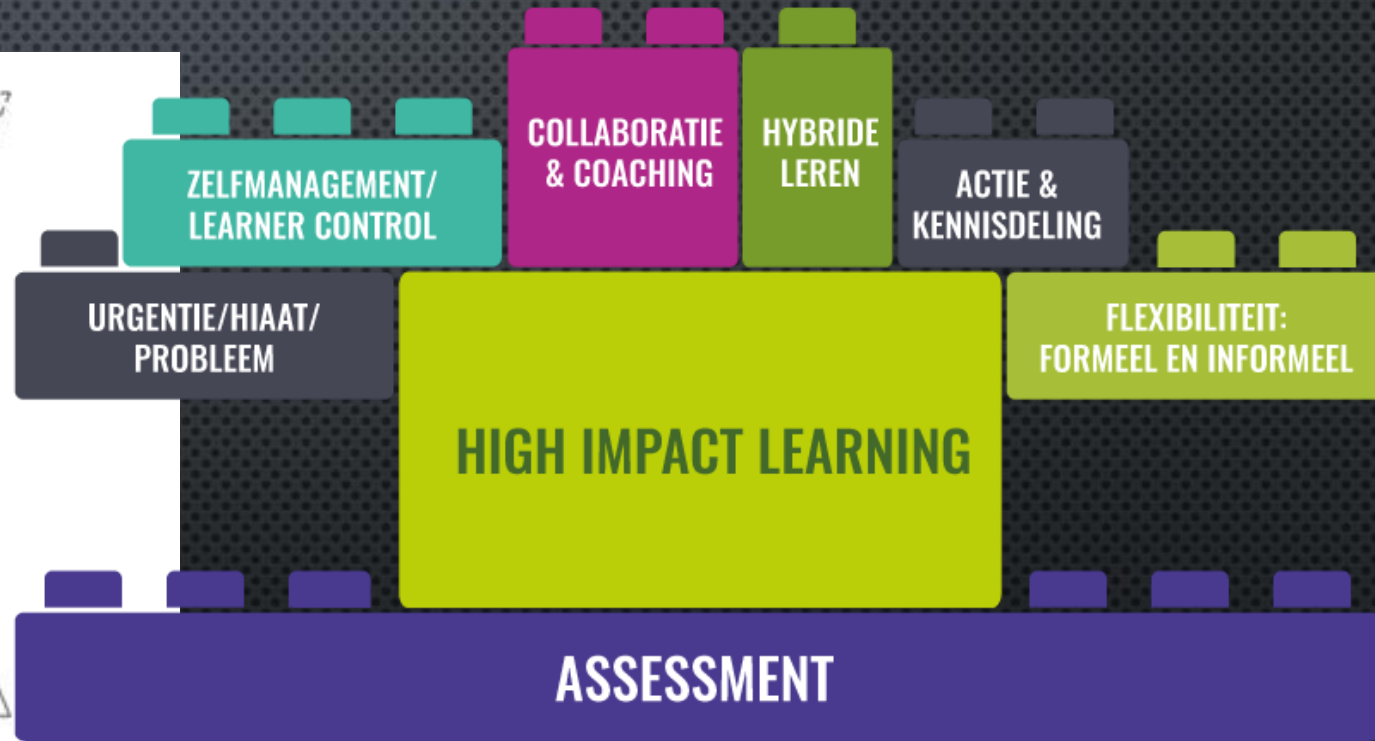 COLLABORATIE
& COACHING
HYBRIDE
LEREN
ZELFMANAGEMENT/
LEARNER CONTROL
ACTIE &
KENNISDELING
URGENTIE/HIAAT/
PROBLEEM
FLEXIBILITEIT:
FORMEEL EN INFORMEEL
HIGH IMPACT LEARNING
ASSESSMENT